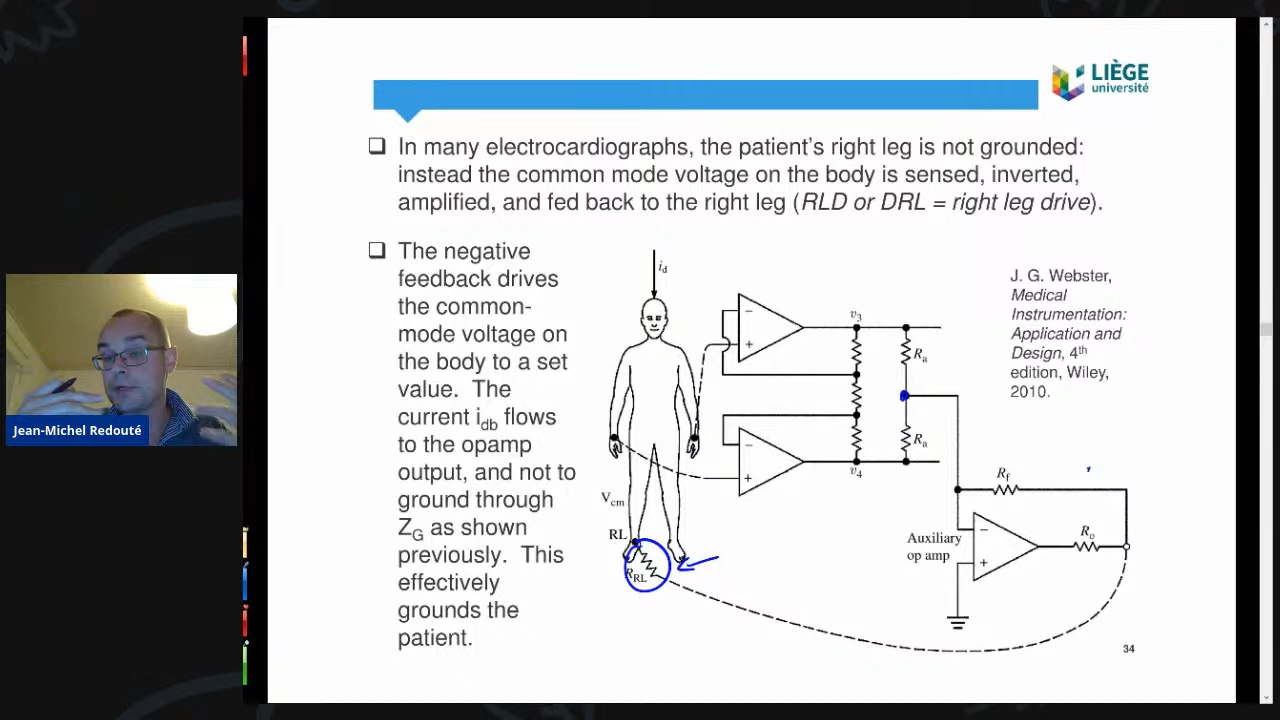 LIÈGE
université
❑ In many electrocardiographs, the patient's right leg is not grounded:
instead the common mode voltage on the body is sensed, inverted,
amplified, and fed back to the right leg (RLD or DRL = right leg drive).
❑ The negative
feedback drives
the common-
mode voltage on
the body to a set
value. The
current idb flows
to the opamp
output, and not to
ground through
ZG as shown
previously. This
effectively
grounds the
patient.
id
v3
Ra
Ra
v4
Vcm
RL
RRL
Rf
Auxiliary
op amp
Ro
− +
− +
− +
J. G. Webster,
Medical
Instrumentation:
Application and
Design, 4th
edition, Wiley,
2010.
34
Jean-Michel Redouté